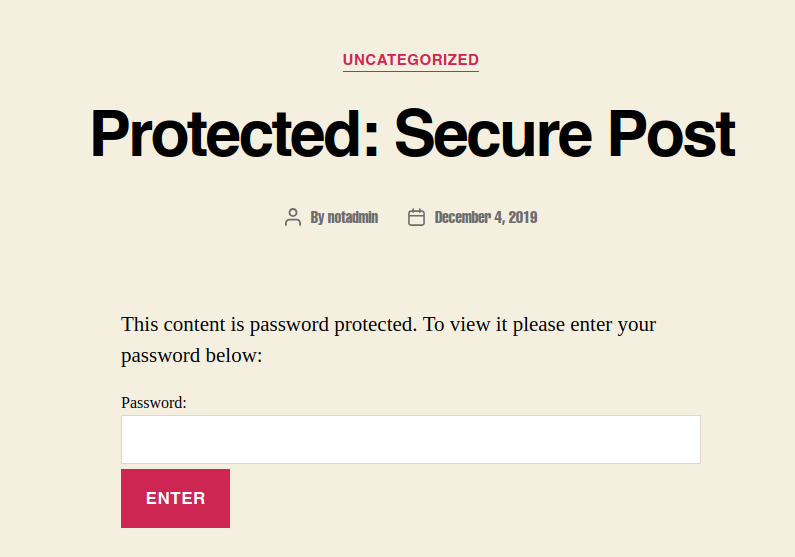 UNCATEGORIZED
Protected: Secure Post
By notadmin December 4, 2019
This content is password protected. To view it please enter your
password below:
Password:
ENTER